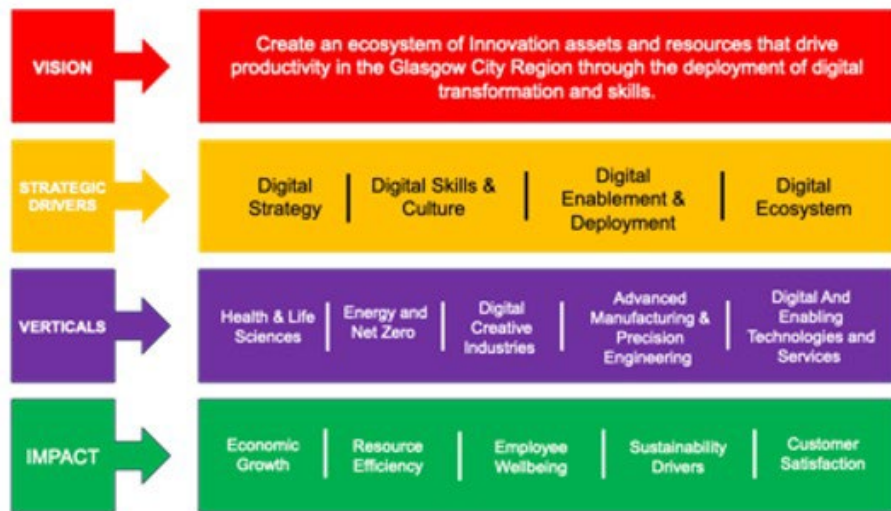 VISION
Create an ecosystem of Innovation assets and resources that drive
productivity in the Glasgow City Region through the deployment of digital
transformation and skills.
STRATEGIC
DRIVERS
Digital
Strategy
Digital Skills &
Culture
Digital
Enablement &
Deployment
Digital
Ecosystem
VERTICALS
Health & Life
Sciences
Energy and
Net Zero
Digital
Creative
Industries
Advanced
Manufacturing &
Precision
Engineering
Digital And
Enabling
Technologies and
Services
IMPACT
Economic
Growth
Resource
Efficiency
Employee
Wellbeing
Sustainability
Drivers
Customer
Satisfaction